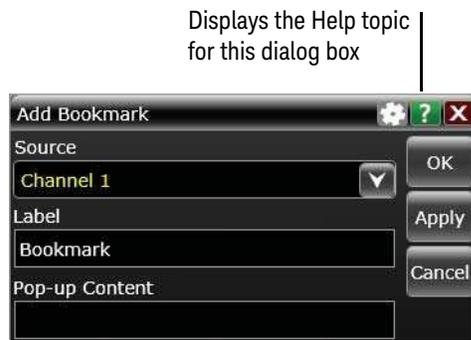 Displays the Help topic
for this dialog box
Add Bookmark ? X
Source
OK
Channel 1
Label
Apply
Bookmark
Cancel
Pop-up Content